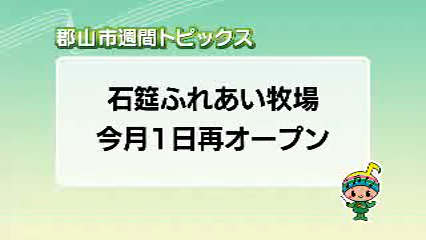 郡山市週間トピックス
石筵ふれあい牧場
今月1日再オープン